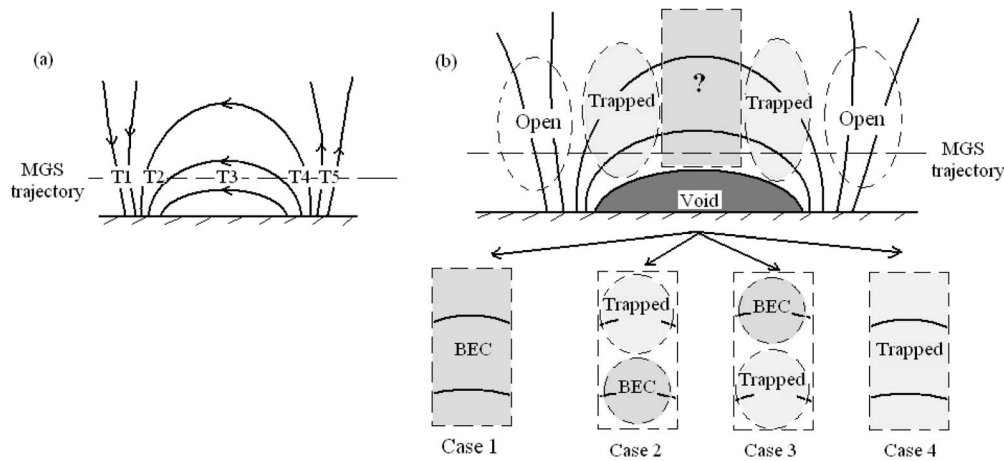 (a)
MGS
trajectory
T1 T2 T3 T4 T5
(b)
?
Open Trapped Trapped Open
MGS
trajectory
Void
BEC
Case 1
Trapped
BEC
Case 2
BEC
Trapped
Case 3
Trapped
Case 4